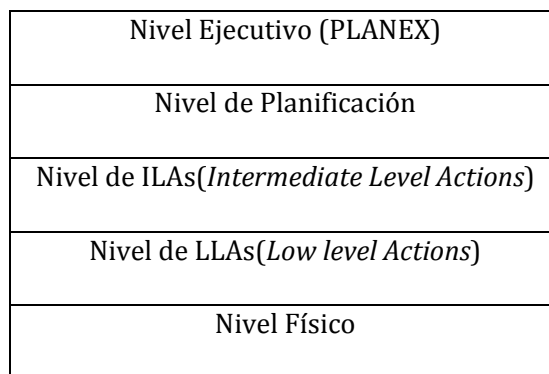 Nivel Ejecutivo (PLANEX)
Nivel de Planificación
Nivel de ILAs(Intermediate Level Actions)
Nivel de LLAs(Low level Actions)
Nivel Físico